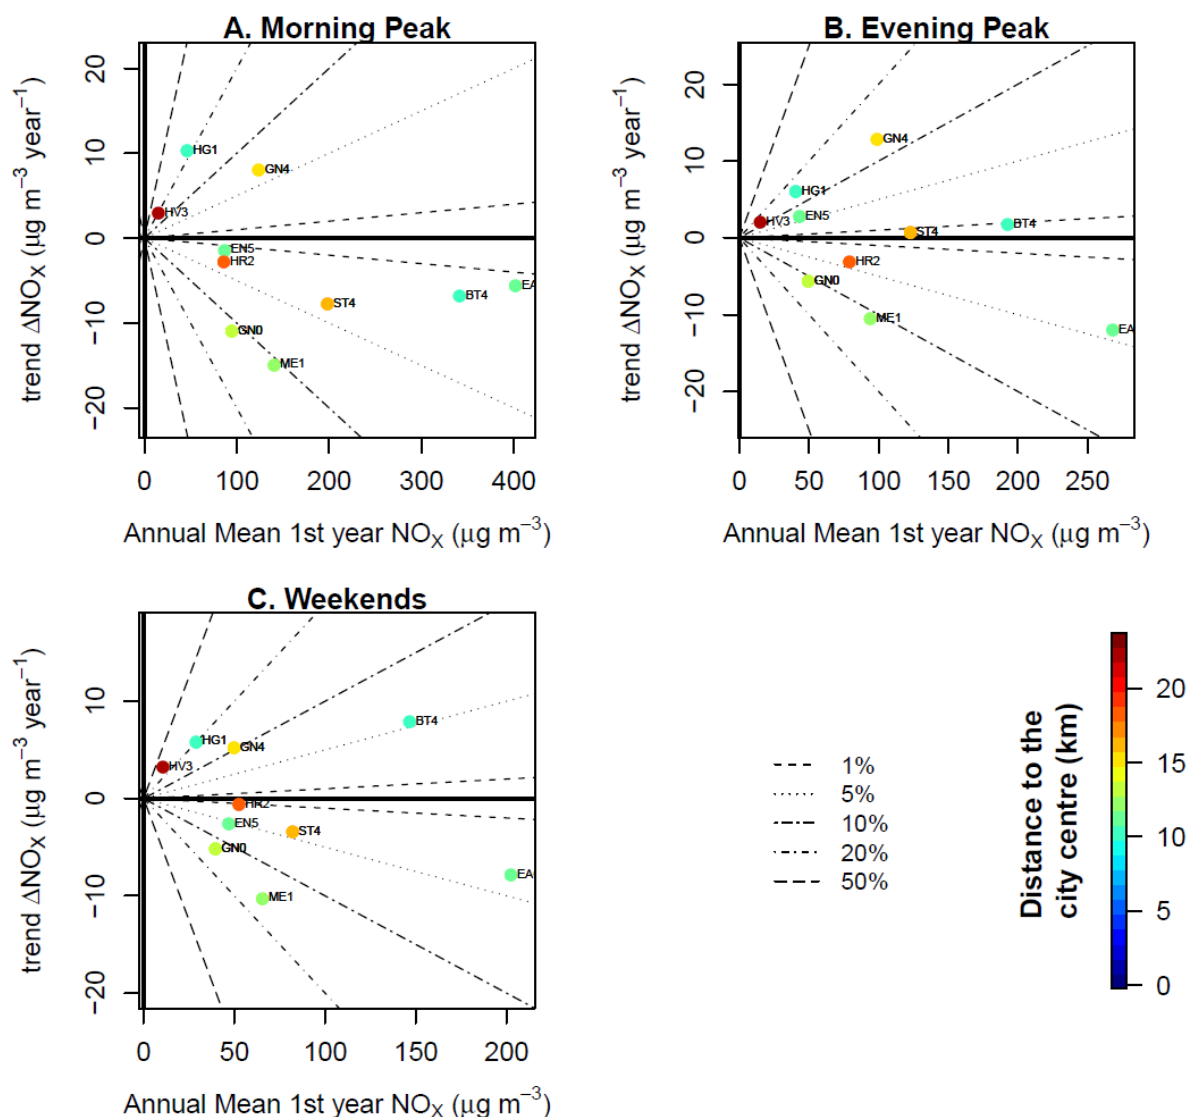 A. Morning Peak
trend ΔNOX (μg m−3 year−1)
20
10
0
−10
−20
HG1
GN4
HV3
EN5
HR2
BT4
EA
ST4
GN0
ME1
0 100 200 300 400
Annual Mean 1st year NOX (μg m−3)
B. Evening Peak
trend ΔNOX (μg m−3 year−1)
20
10
0
−10
−20
GN4
HG1
EN5
HV3
BT4
ST4
HR2
GN0
ME1
EA
0 50 100 150 200 250
Annual Mean 1st year NOX (μg m−3)
C. Weekends
trend ΔNOX (μg m−3 year−1)
10
0
−10
−20
BT4
HG1
GN4
HV3
HR2
EN5
ST4
GN0
EA
ME1
0 50 100 150 200
Annual Mean 1st year NOX (μg m−3)
1%
5%
10%
20%
50%
Distance to the
city centre (km)
20
15
10
5
0